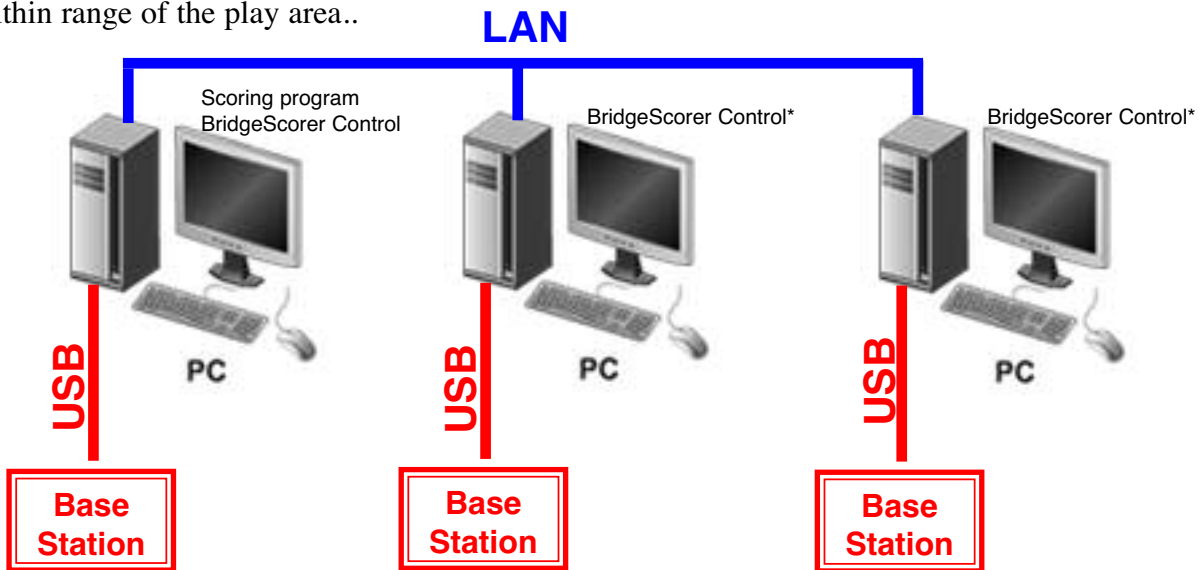 within range of the play area..
LAN
Scoring program
BridgeScorer Control
BridgeScorer Control*
BridgeScorer Control*
PC
PC
PC
USB
USB
USB
Base
Station
Base
Station
Base
Station